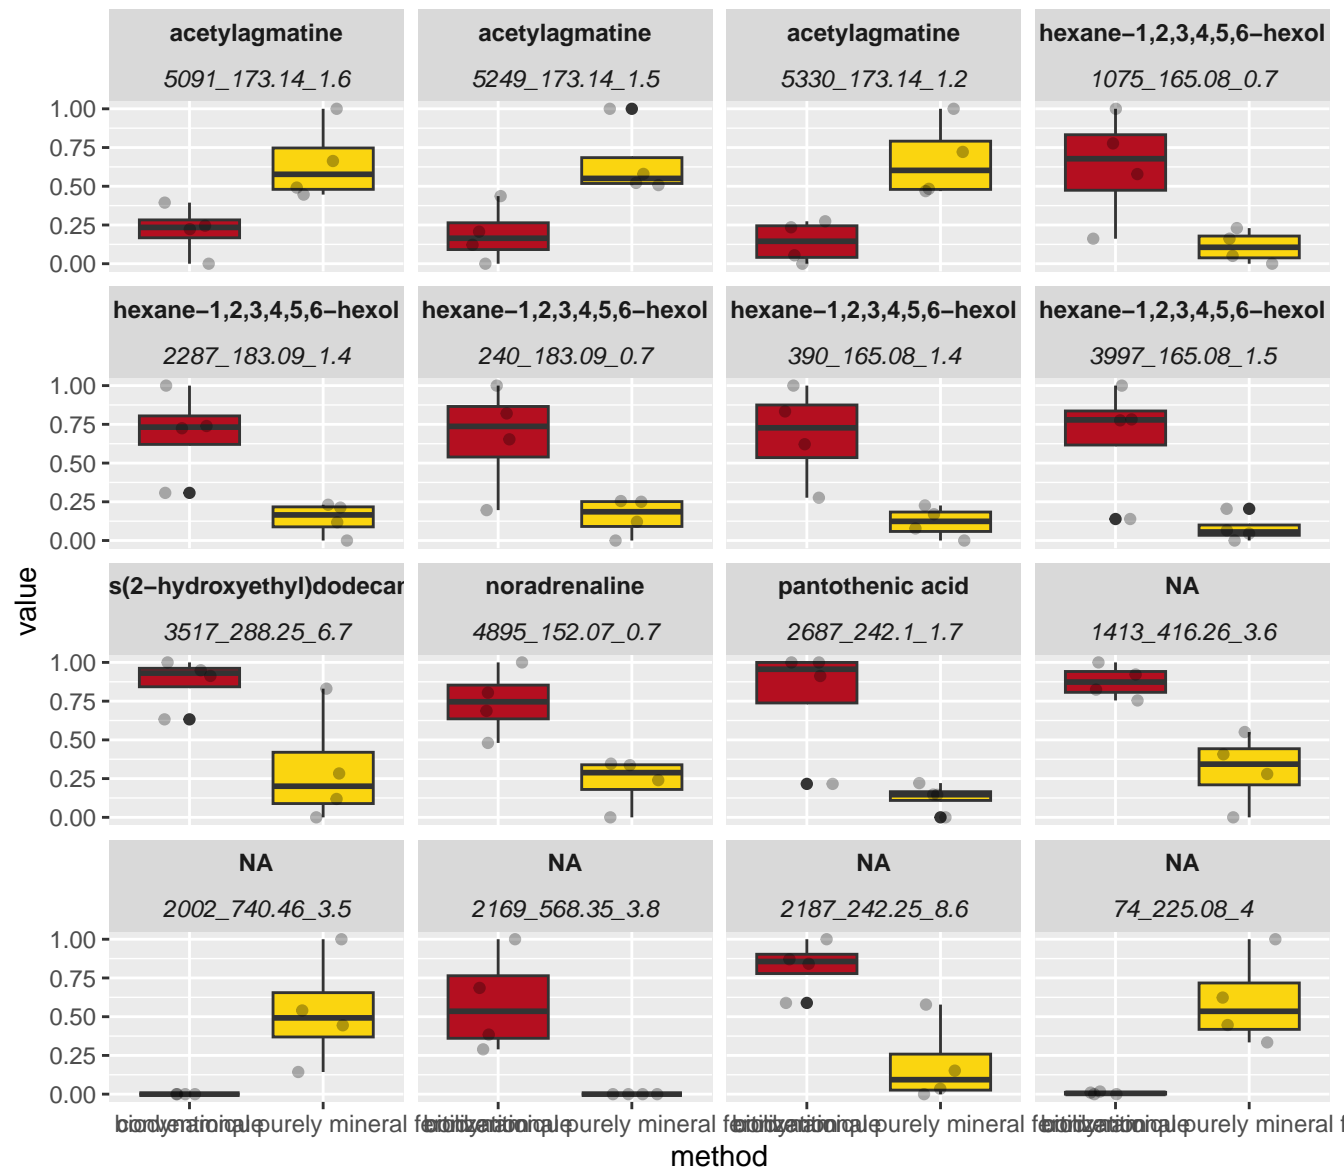 acetylagmatine acetylagmatine acetylagmatine hexane−1,2,3,4,5,6−hexol
5091_173.14_1.6 5249_173.14_1.5 5330_173.14_1.2 1075_165.08_0.7
1.00
0.75
0.50
0.25
0.00
hexane−1,2,3,4,5,6−hexol hexane−1,2,3,4,5,6−hexol hexane−1,2,3,4,5,6−hexol hexane−1,2,3,4,5,6−hexol
2287_183.09_1.4 240_183.09_0.7 390_165.08_1.4 3997_165.08_1.5
1.00
0.75
0.50
0.25
0.00
value
s(2−hydroxyethyl)dodecan noradrenaline pantothenic acid NA
3517_288.25_6.7 4895_152.07_0.7 2687_242.1_1.7 1413_416.26_3.6
1.00
0.75
0.50
0.25
0.00
NA NA NA NA
2002_740.46_3.5 2169_568.35_3.8 2187_242.25_8.6 74_225.08_4
1.00
0.75
0.50
0.25
0.00
purely mineral purely mineral purely mineral purely mineral f
method